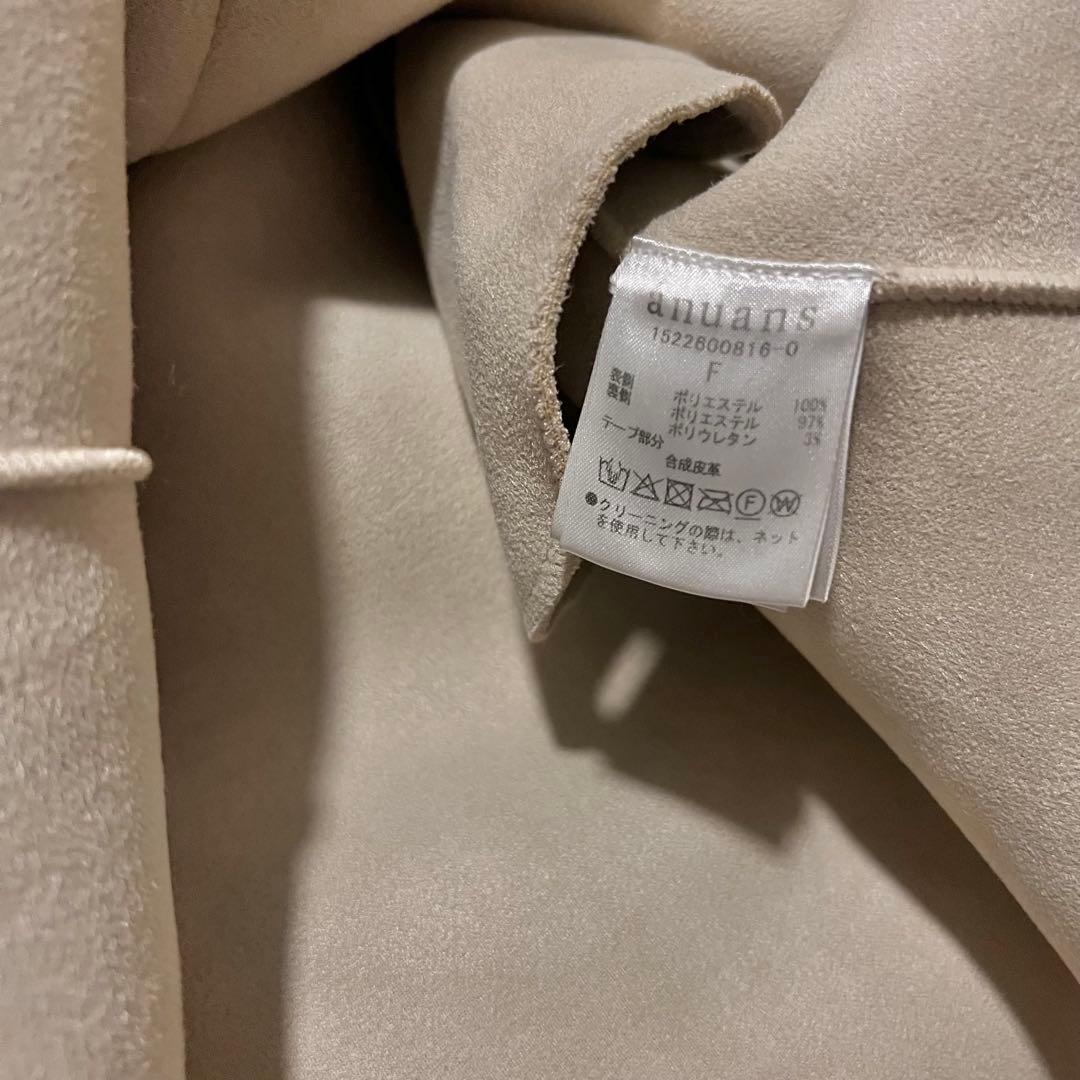 anuans
1522600816-0
F
表側 ポリエステル 100%
裏側 ポリエステル 97%
ポリウレタン 3%
テープ部分
合成皮革
F W
●クリーニングの際は、ネット
を使用して下さい。